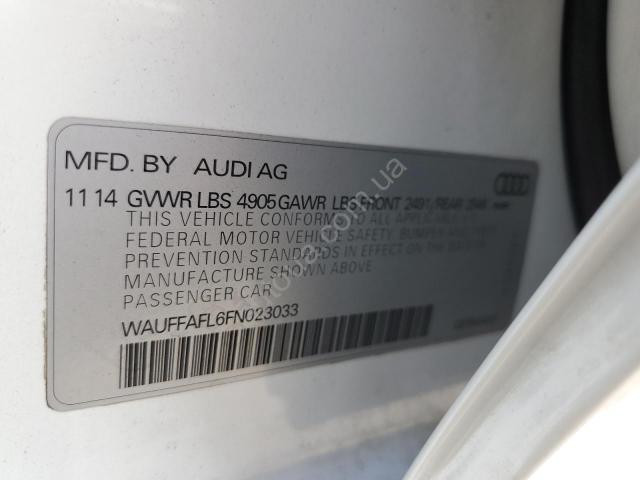 MFD. BY AUDI AG
11 14 GVWR LBS 4905 GAWR LBS FRONT 2491 / REAR
THIS VEHICLE CONFORMS TO ALL APPLICABLE
FEDERAL MOTOR VEHICLE SAFETY, BUMPER AND THEFT
PREVENTION STANDARDS IN EFFECT ON THE DATE OF
MANUFACTURE SHOWN ABOVE
PASSENGER CAR
WAUFFAFL6FN023033